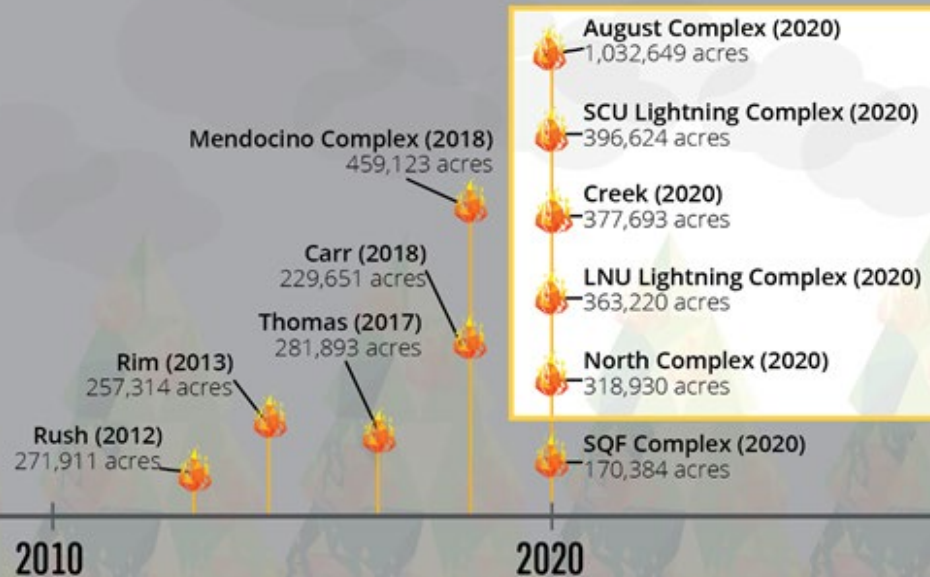 August Complex (2020)
1,032,649 acres
SCU Lightning Complex (2020)
396,624 acres
Mendocino Complex (2018)
459,123 acres
Creek (2020)
377,693 acres
Carr (2018)
229,651 acres
LNU Lightning Complex (2020)
363,220 acres
Thomas (2017)
281,893 acres
Rim (2013)
257,314 acres
North Complex (2020)
318,930 acres
Rush (2012)
271,911 acres
SQF Complex (2020)
170,384 acres
2010
2020